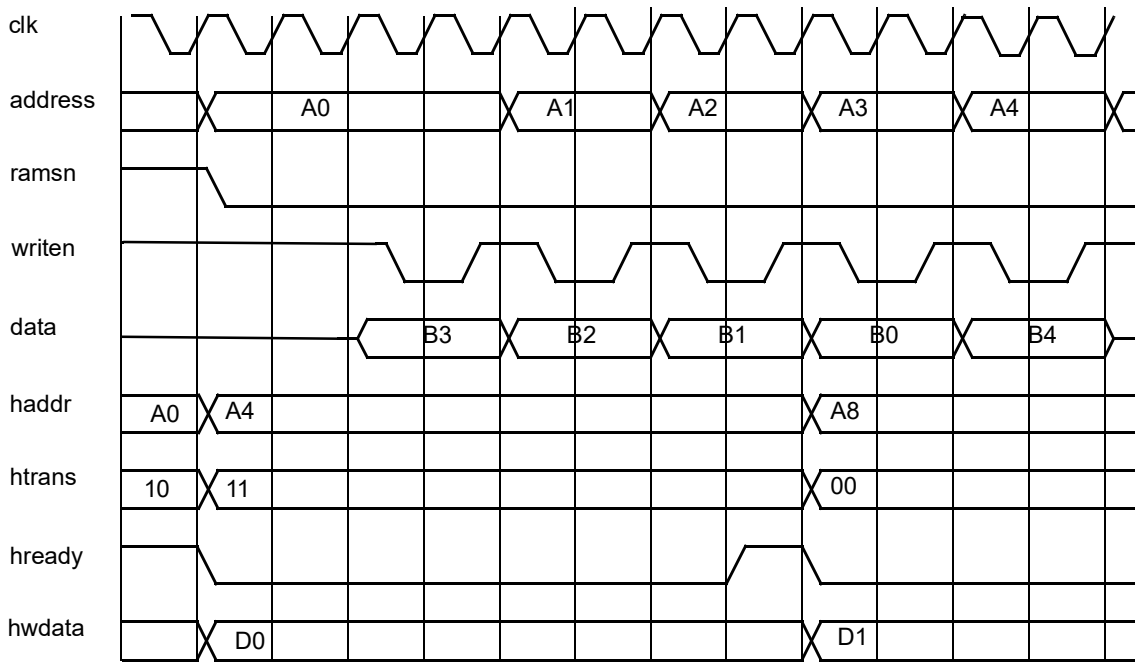 clk
address A0 A1 A2 A3 A4
ramsn
writen
data B3 B2 B1 B0 B4
haddr A0 A4 A8
htrans 10 11 00
hready
hwdata D0 D1